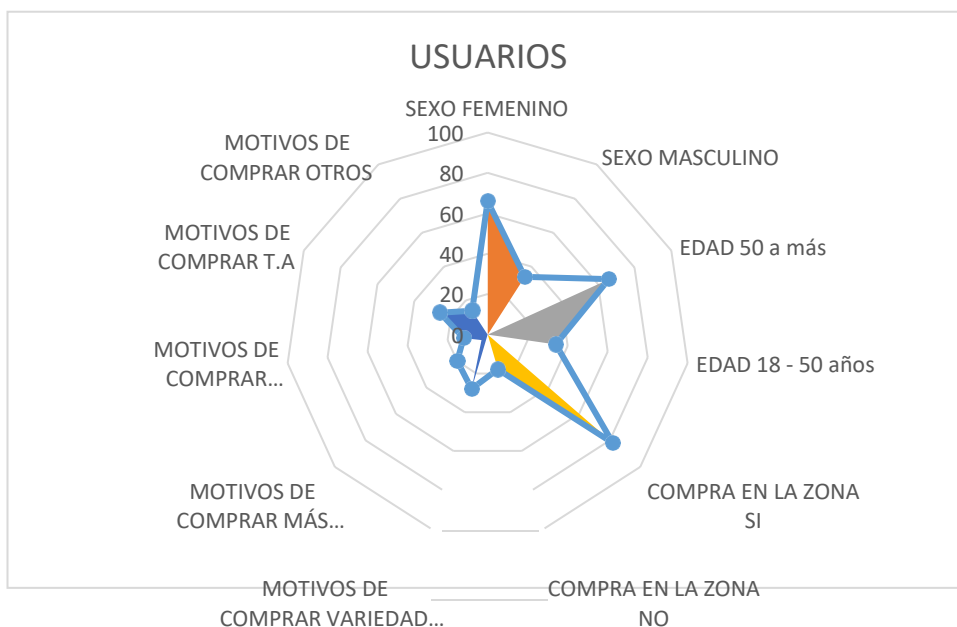 USUARIOS
SEXO FEMENINO
SEXO MASCULINO
EDAD 50 a más
EDAD 18 - 50 años
COMPRA EN LA ZONA
SI
COMPRA EN LA ZONA
NO
MOTIVOS DE
COMPRAR VARIEDAD...
MOTIVOS DE
COMPRAR MÁS...
MOTIVOS DE
COMPRAR...
MOTIVOS DE
COMPRAR T.A
MOTIVOS DE
COMPRAR OTROS
100
80
60
40
20
0